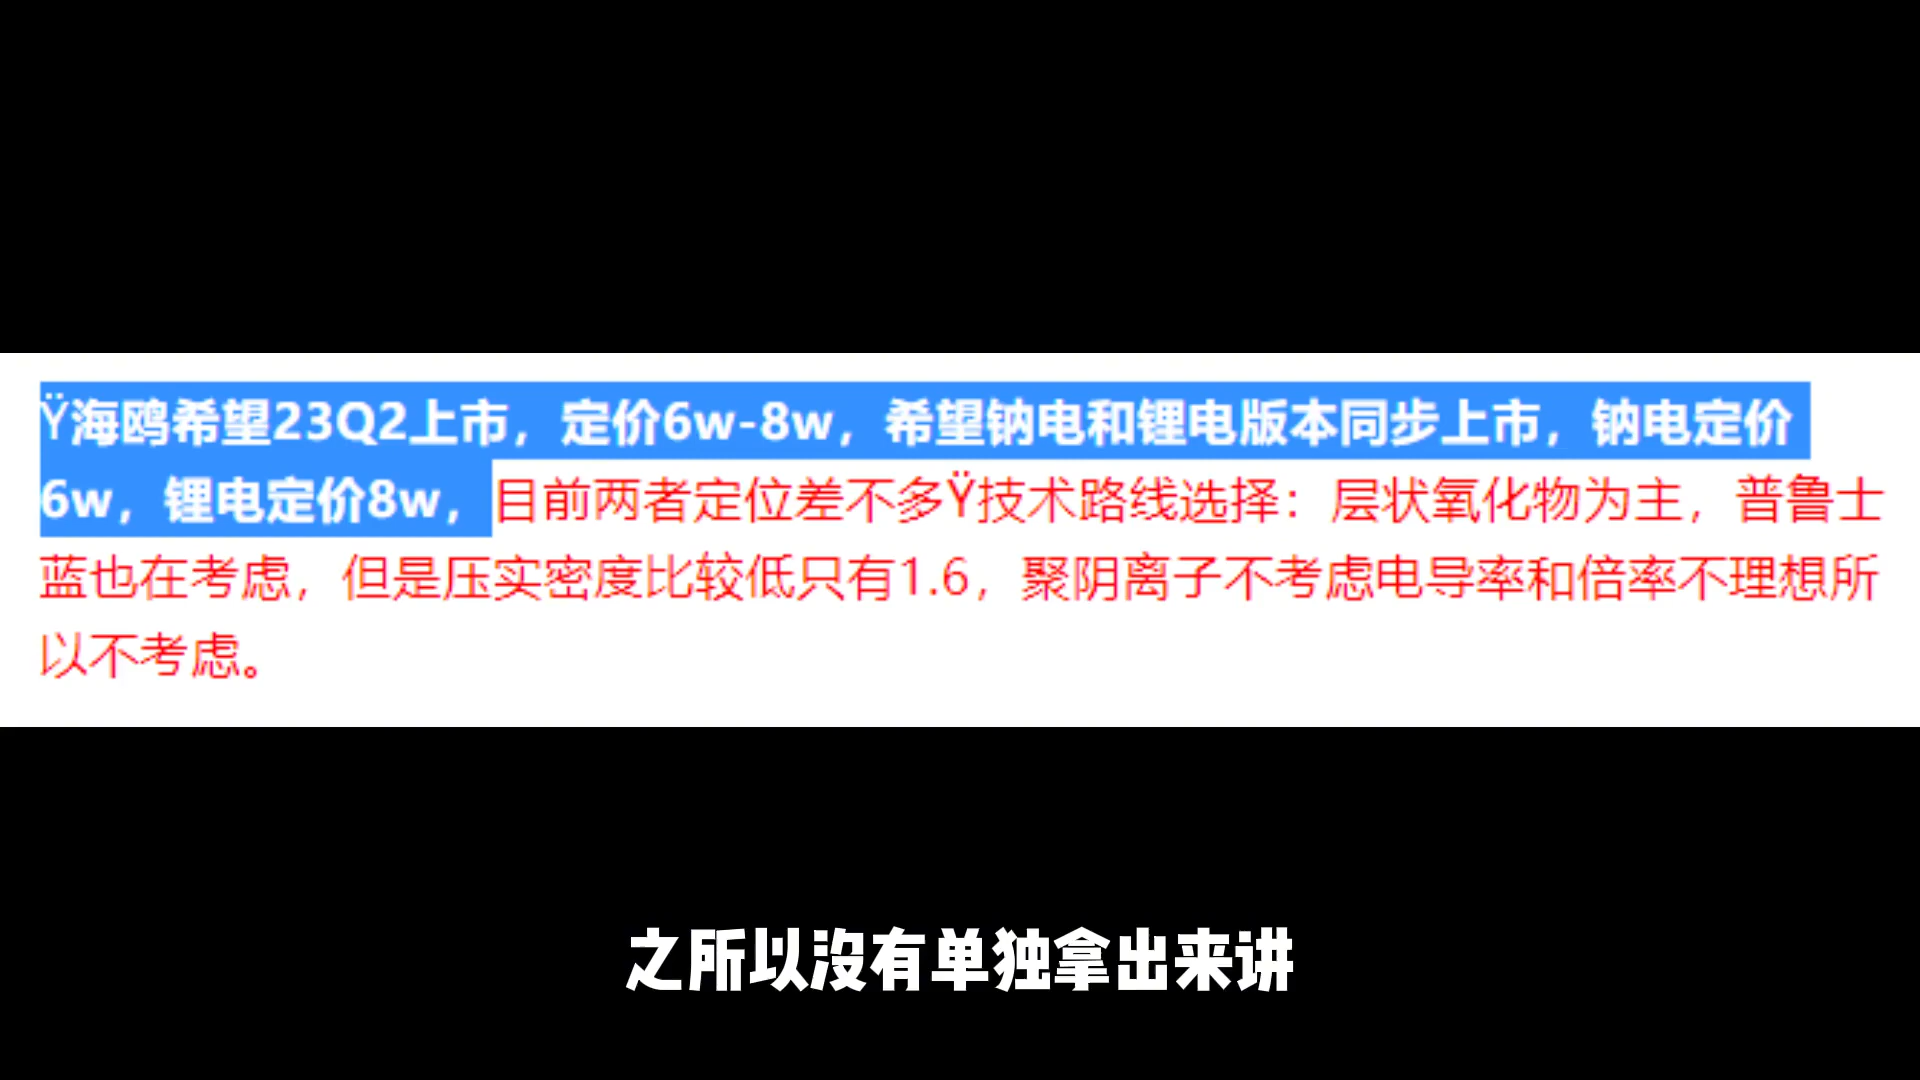 Ÿ海鸥希望23Q2上市，定价6w-8w，希望钠电和锂电版本同步上市，钠电定价
6w，锂电定价8w，目前两者定位差不多Ÿ技术路线选择：层状氧化物为主，普鲁士
蓝也在考虑，但是压实密度比较低只有1.6，聚阴离子不考虑电导率和倍率不理想所
以不考虑。
之所以没有单独拿出来讲